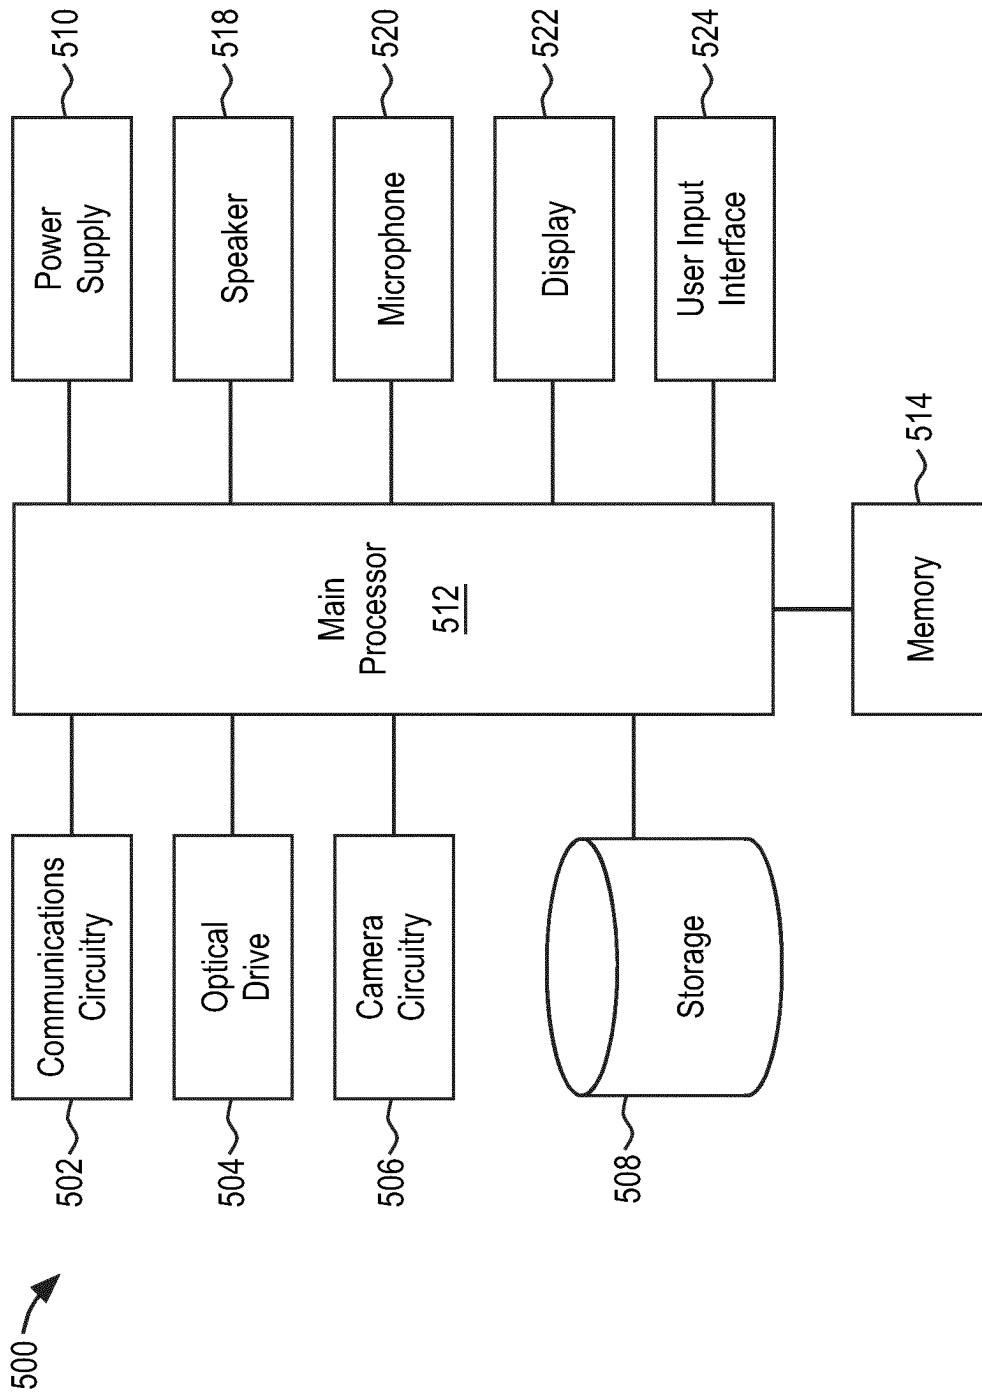 500
502
Communications
Circuitry
504
Optical
Drive
506
Camera
Circuitry
508
Storage
Main
Processor
512
Power
Supply
510
Speaker
518
Microphone
520
Display
522
User Input
Interface
524
Memory
514